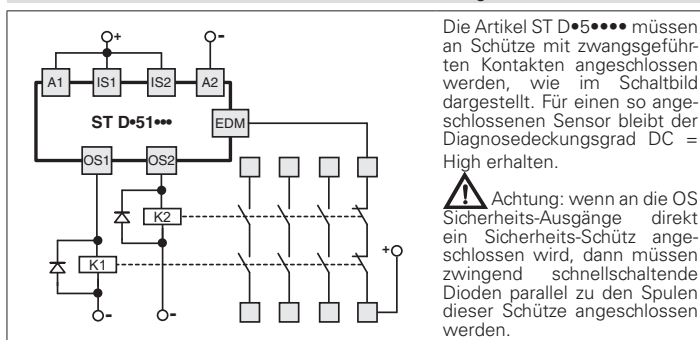 +
-
A1
IS1
IS2
A2
ST D•51•••
EDM
OS1
OS2
K2
K1
+
-
-
Die Artikel ST D•5•••• müssen
an Schütze mit zwangsgeführ-
ten Kontakten angeschlossen
werden, wie im Schaltbild
dargestellt. Für einen so ange-
schlossenen Sensor bleibt der
Diagnosedeckungsgrad DC =
High erhalten.
Achtung: wenn an die OS
Sicherheits-Ausgänge direkt
ein Sicherheits-Schütz ange-
schlossen wird, dann müssen
zwingend schnellschaltende
Dioden parallel zu den Spulen
dieser Schütze angeschlossen
werden.